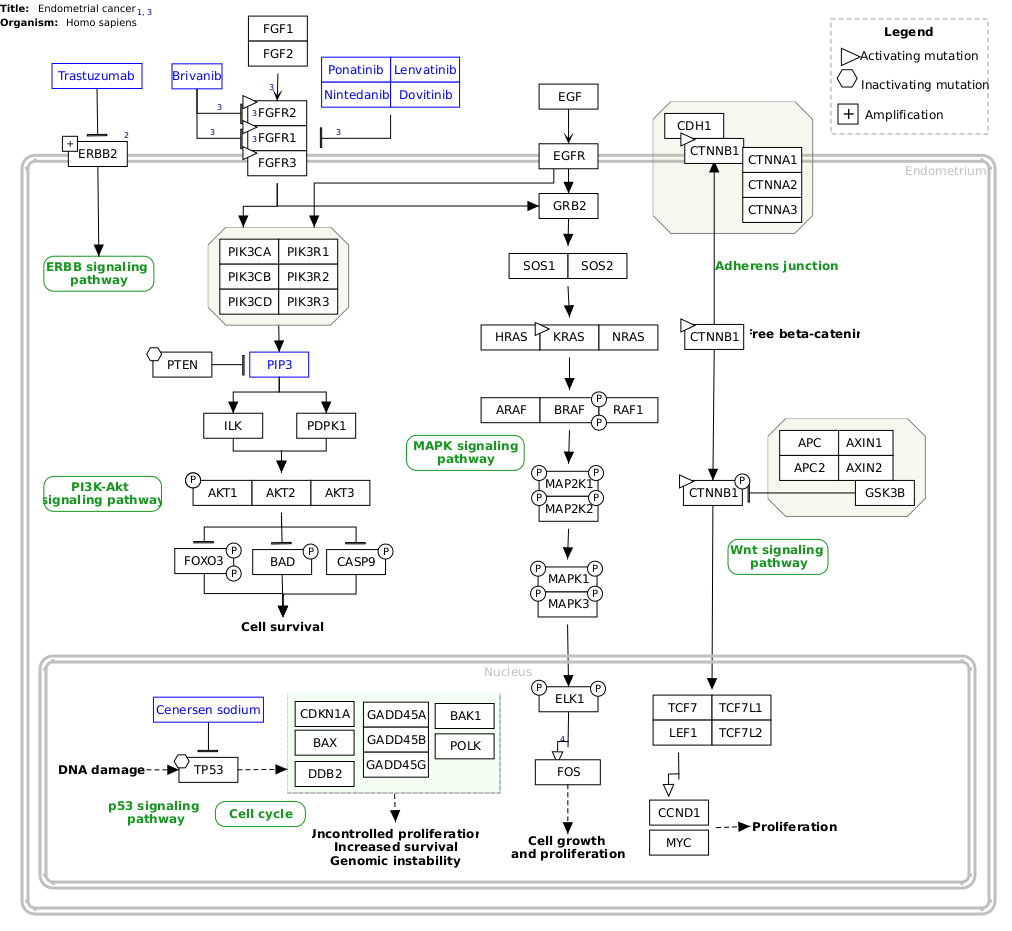 Title: Endometrial cancer 1, 3
Organism: Homo sapiens
Legend
Activating mutation
Inactivating mutation
+ Amplification
FGF1
FGF2
Trastuzumab
Brivanib
Ponatinib Lenvatinib
Nintedanib Dovitinib
3
3
3
3
2
+
ERBB2
3 FGFR2
3 FGFR1
FGFR3
EGF
EGFR
GRB2
CDH1
CTNNB1
CTNNA1
CTNNA2
CTNNA3
Endometrium
ERBB signaling
pathway
PIK3CA PIK3R1
PIK3CB PIK3R2
PIK3CD PIK3R3
SOS1 SOS2
Adherens junction
HRAS KRAS NRAS
CTNNB1
Free beta-catenin
PTEN
PIP3
ILK
PDPK1
P
ARAF BRAF RAF1
P
MAPK signaling
pathway
APC AXIN1
APC2 AXIN2
GSK3B
PI3K-Akt
signaling pathway
P
AKT1 AKT2 AKT3
P P
MAP2K1
P P
MAP2K2
P
CTNNB1
Wnt signaling
pathway
FOXO3 P
P
BAD P
CASP9 P
P P
MAPK1
P P
MAPK3
Cell survival
Nucleus
P P
ELK1
4
FOS
Cell growth
and proliferation
TCF7 TCF7L1
LEF1 TCF7L2
CCND1
MYC
Proliferation
Cenersen sodium
DNA damage
TP53
p53 signaling
pathway
Cell cycle
CDKN1A
BAX
DDB2
GADD45A
GADD45B
GADD45G
BAK1
POLK
Uncontrolled proliferation
Increased survival
Genomic instability